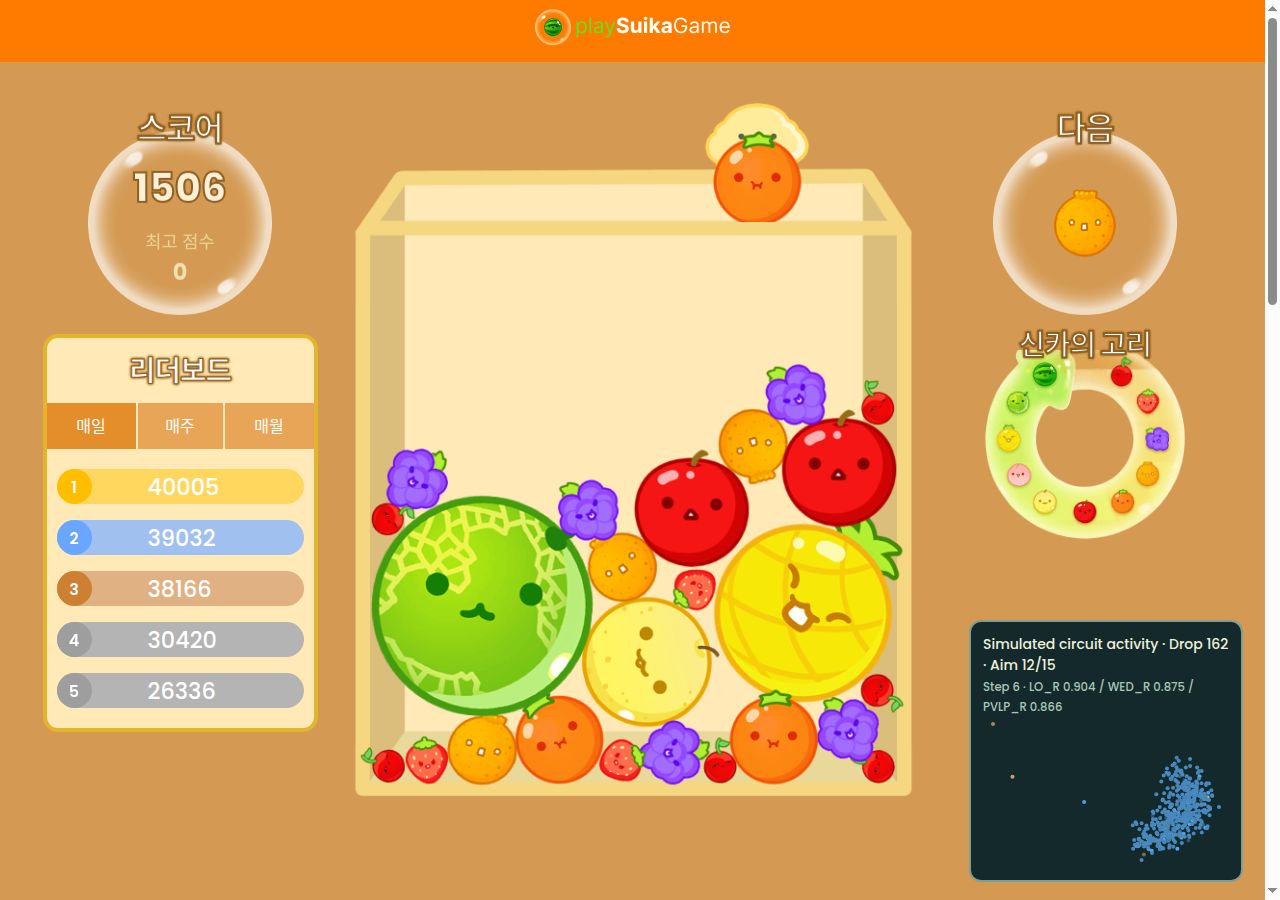 playSuikaGame
스코어
1506
최고 점수
0
다음
신카의 고리
리더보드
매일 매주 매월
1 40005
2 39032
3 38166
4 30420
5 26336
Simulated circuit activity · Drop 162
· Aim 12/15
Step 6 · LO_R 0.904 / WED_R 0.875 /
PVLP_R 0.866